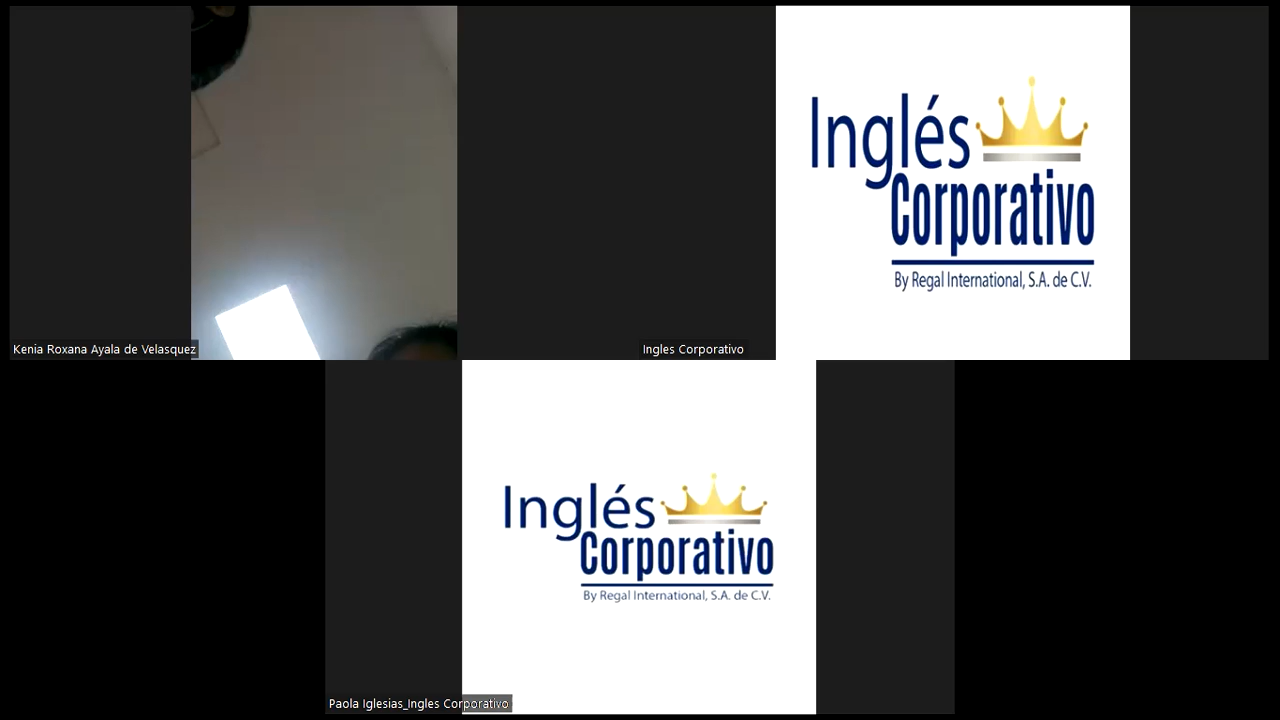 Inglés
Corporativo
By Regal International, S.A. de C.V.
Kenia Roxana Ayala de Velasquez
Ingles Corporativo
Inglés
Corporativo
By Regal International, S.A. de C.V.
Paola Iglesias_Ingles Corporativo